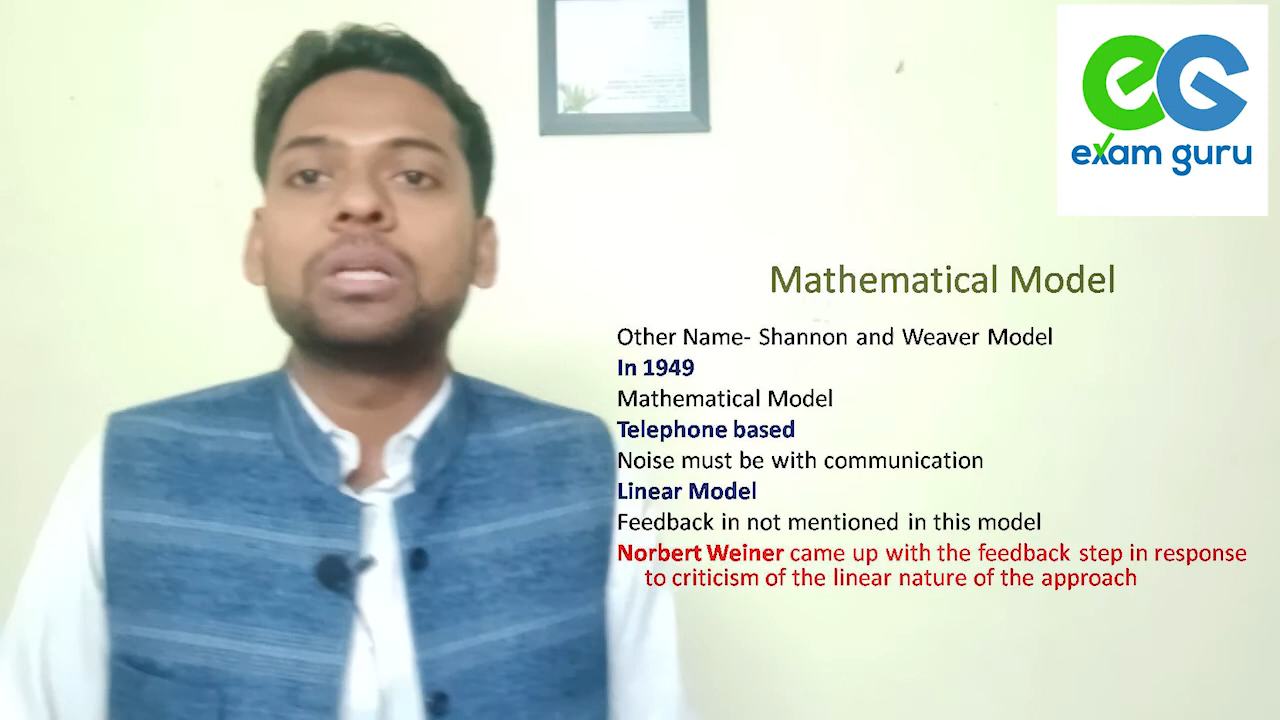 eG
exam guru
Mathematical Model
Other Name- Shannon and Weaver Model
In 1949
Mathematical Model
Telephone based
Noise must be with communication
Linear Model
Feedback in not mentioned in this model
Norbert Weiner came up with the feedback step in response
to criticism of the linear nature of the approach